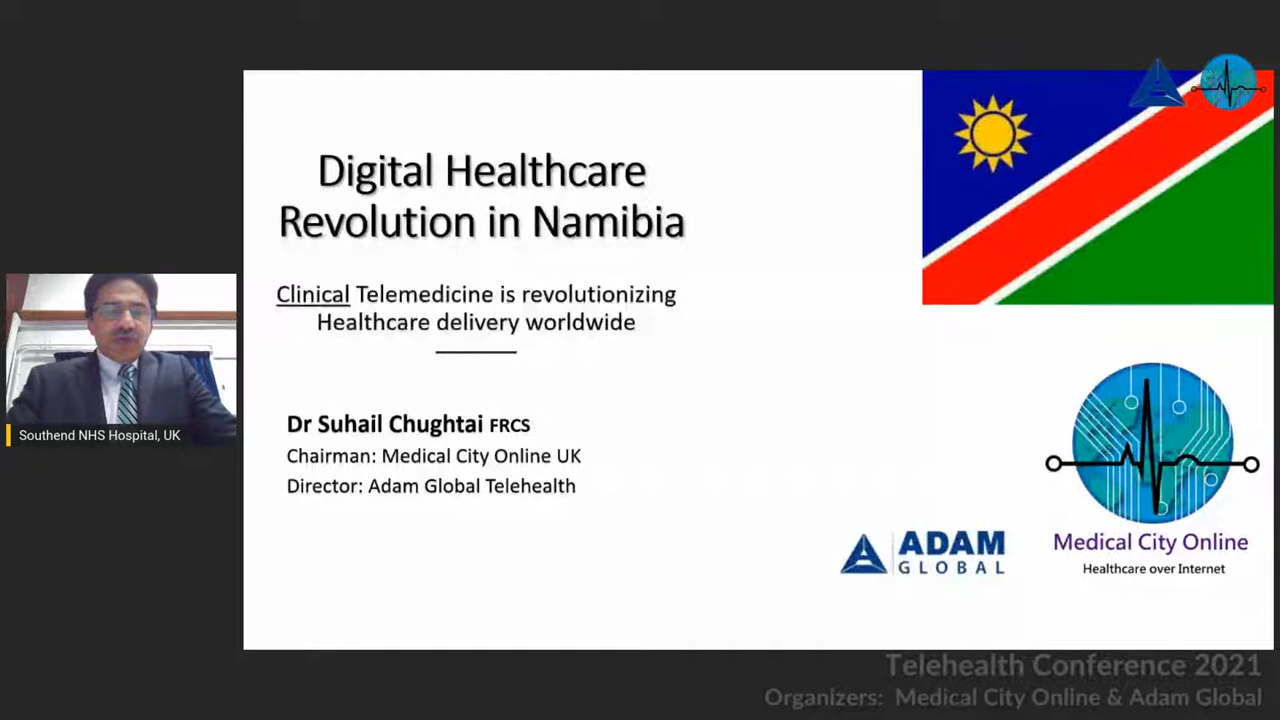 Digital Healthcare
Revolution in Namibia
Clinical Telemedicine is revolutionizing
Healthcare delivery worldwide
Dr Suhail Chughtai FRCS
Chairman: Medical City Online UK
Director: Adam Global Telehealth
Southend NHS Hospital, UK
ADAM
GLOBAL
Medical City Online
Healthcare over Internet
Telehealth Conference 2021
Organizers: Medical City Online & Adam Global